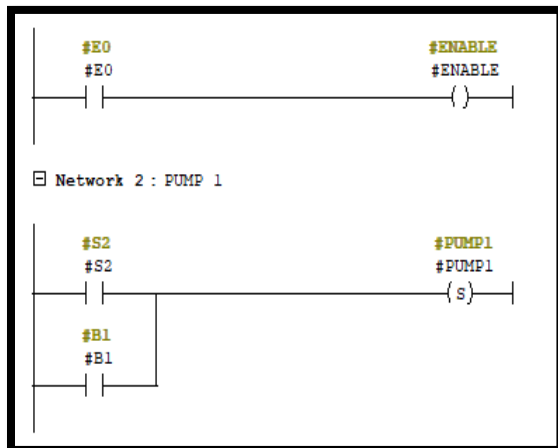 #E0 #ENABLE
#E0 #ENABLE
( )
Network 2 : PUMP 1
#S2 #PUMP1
#S2 #PUMP1
(S)
#B1
#B1